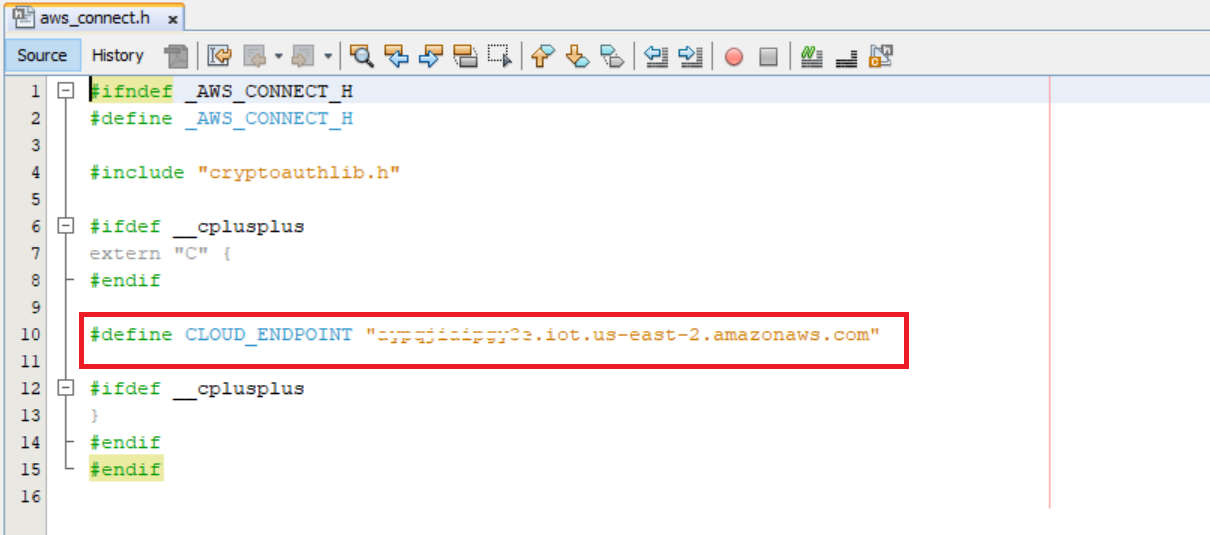 aws_connect.h x
Source History
1 #ifndef _AWS_CONNECT_H
2 #define _AWS_CONNECT_H
3
4 #include "cryptoauthlib.h"
5
6 #ifdef __cplusplus
7 extern "C" {
8 #endif
9
10 #define CLOUD_ENDPOINT ".iot.us-east-2.amazonaws.com"
11
12 #ifdef __cplusplus
13 }
14 #endif
15 #endif
16